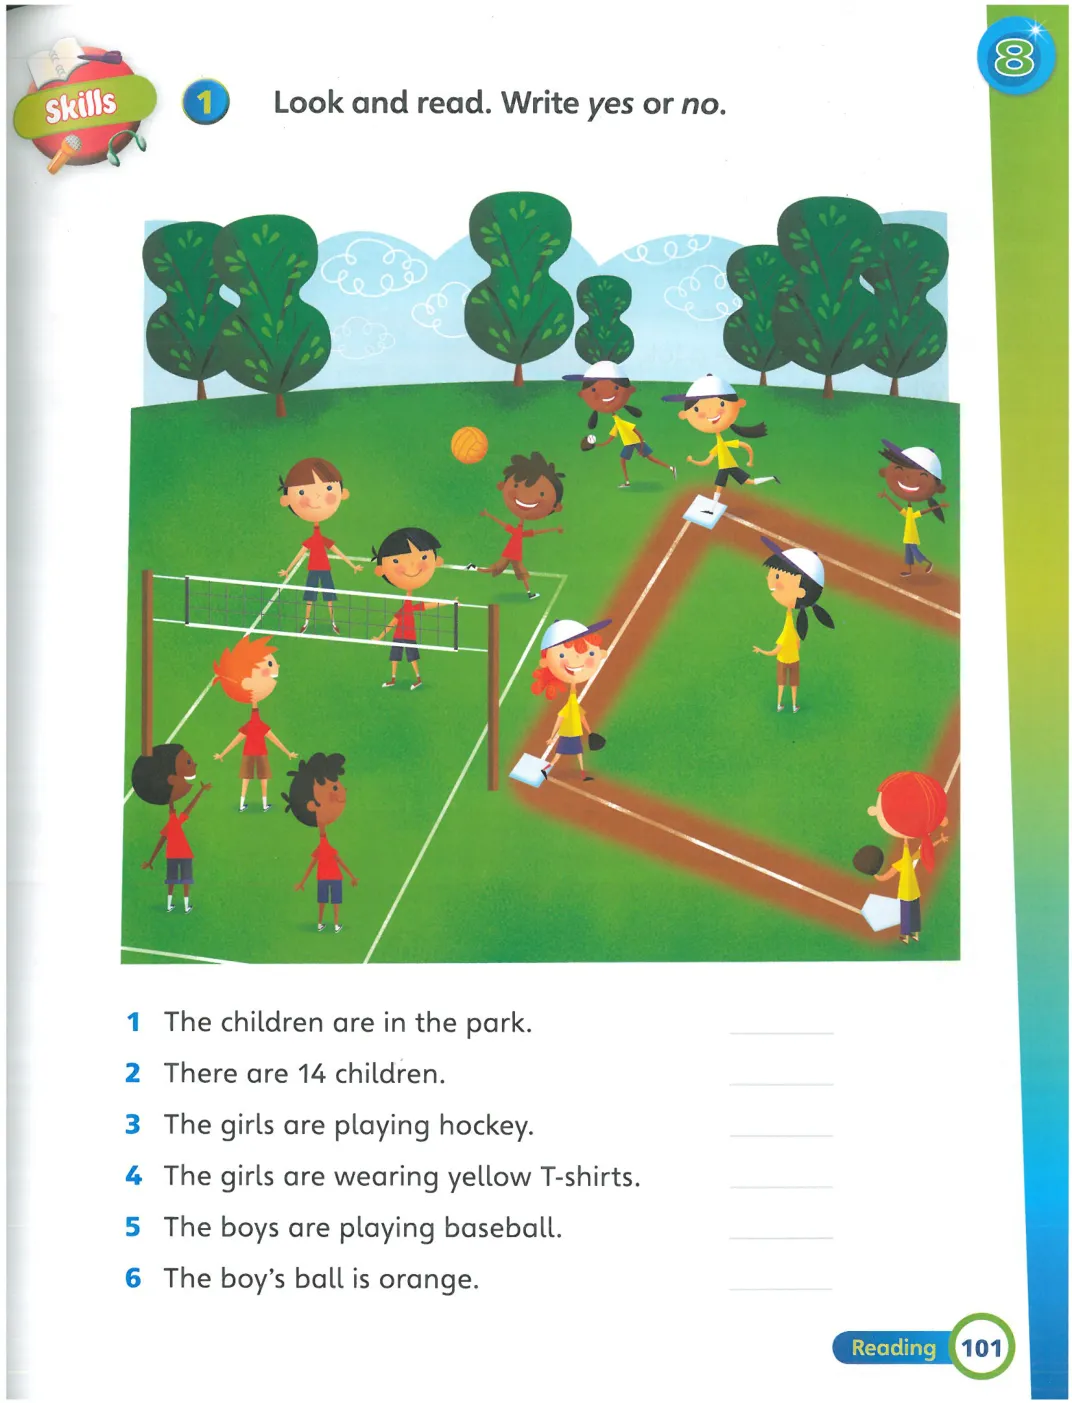 8
Skills
1 Look and read. Write yes or no.
1 The children are in the park.
2 There are 14 children.
3 The girls are playing hockey.
4 The girls are wearing yellow T-shirts.
5 The boys are playing baseball.
6 The boy's ball is orange.
Reading 101